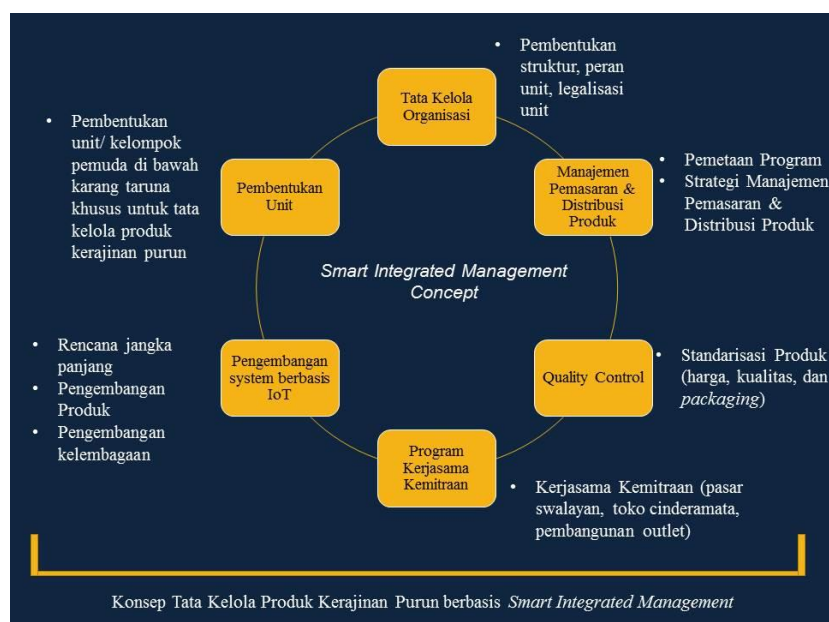 • Pembentukan
struktur, peran
unit, legalisasi
unit
Tata Kelola
Organisasi
• Pembentukan
unit/ kelompok
pemuda di bawah
karang taruna
khusus untuk tata
kelola produk
kerajinan purun
Pembentukan
Unit
Manajemen
Pemasaran &
Distribusi
Produk
• Pemetaan Program
• Strategi Manajemen
Pemasaran &
Distribusi Produk
Smart Integrated Management
Concept
• Rencana jangka
panjang
• Pengembangan
Produk
• Pengembangan
kelembagaan
Pengembangan
system berbasis
IoT
Quality Control
• Standarisasi Produk
(harga, kualitas, dan
packaging)
Program
Kerjasama
Kemitraan
• Kerjasama Kemitraan (pasar
swalayan, toko cinderamata,
pembangunan outlet)
Konsep Tata Kelola Produk Kerajinan Purun berbasis Smart Integrated Management